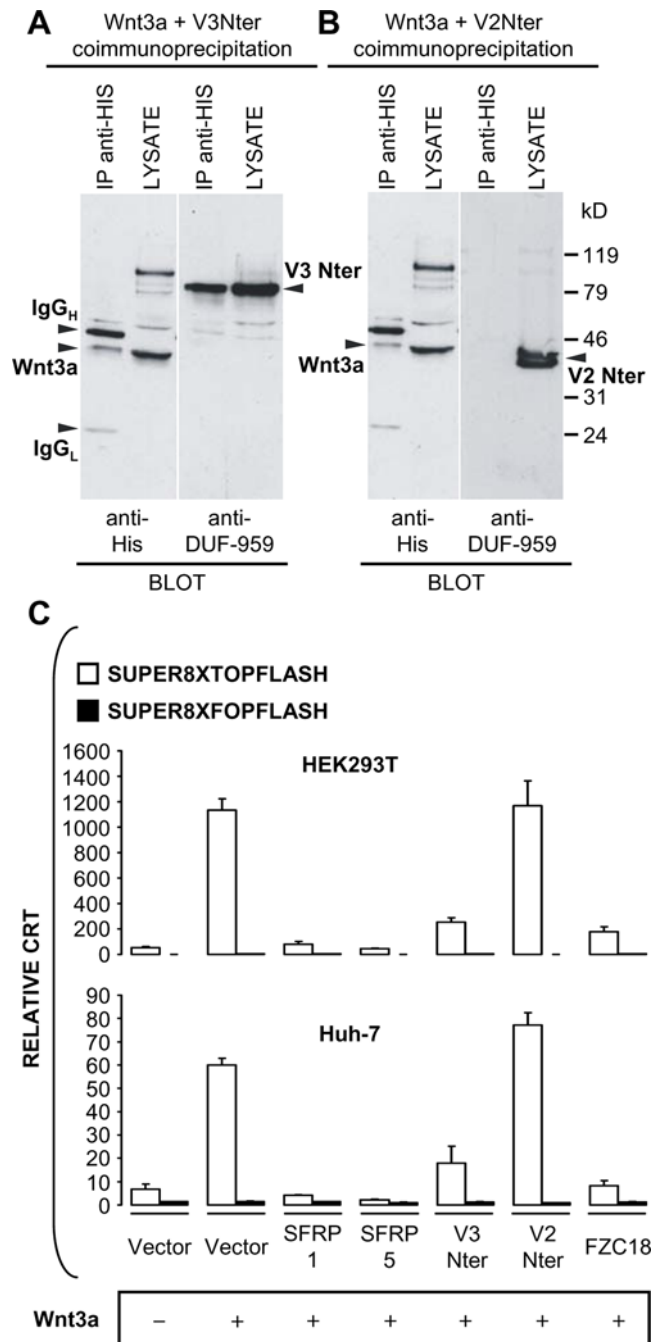 A
Wnt3a + V3Nter
coimmunoprecipitation
IP anti-HIS
LYSATE
IP anti-HIS
LYSATE
V3 Nter
IgGH
Wnt3a
IgGL
anti-
His
anti-
DUF-959
BLOT
B
Wnt3a + V2Nter
coimmunoprecipitation
IP anti-HIS
LYSATE
IP anti-HIS
LYSATE
kD
119
79
46
31
24
Wnt3a
V2 Nter
anti-
His
anti-
DUF-959
BLOT
C
SUPER8XTOPFLASH
SUPER8XFOPFLASH
RELATIVE CRT
HEK293T
1600
1400
1200
1000
800
600
400
200
0
Huh-7
90
80
70
60
50
40
30
20
10
0
Vector
Vector
SFRP
1
SFRP
5
V3
Nter
V2
Nter
FZC18
Wnt3a − + + + + + +